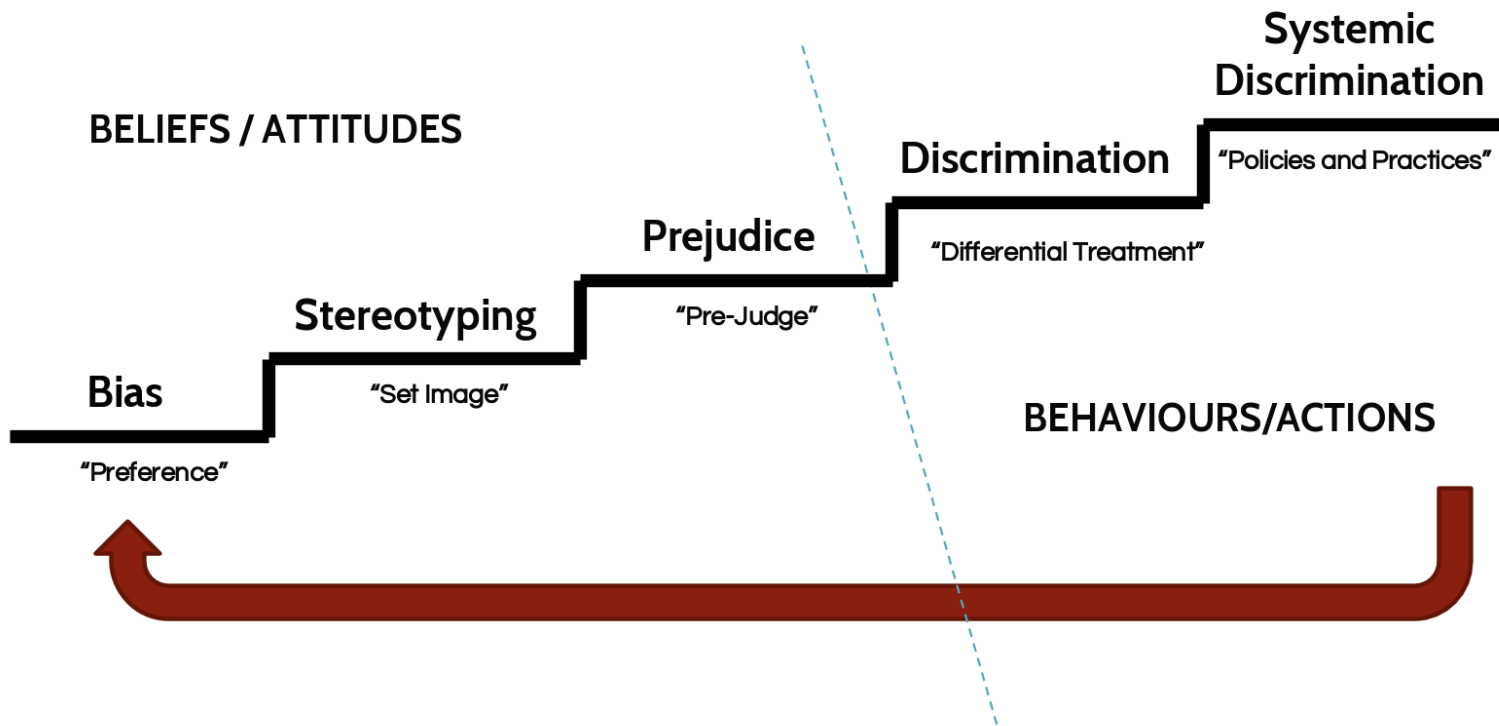 Systemic
Discrimination
“Policies and Practices”
BELIEFS / ATTITUDES
Discrimination
“Differential Treatment”
Prejudice
“Pre-Judge”
Stereotyping
“Set Image”
Bias
“Preference”
BEHAVIOURS/ACTIONS